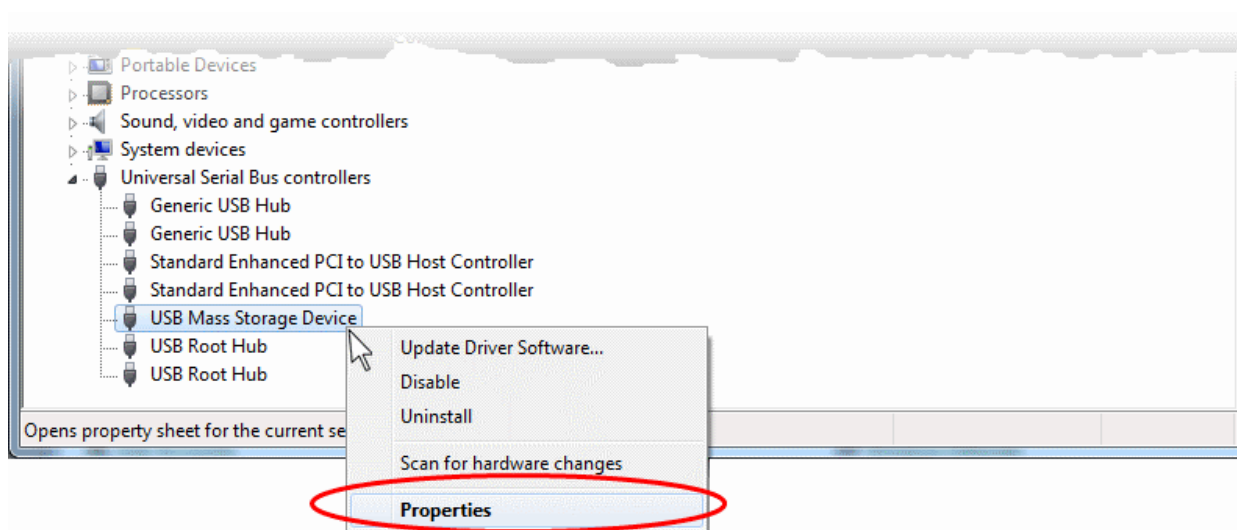 Portable Devices
Processors
Sound, video and game controllers
System devices
Universal Serial Bus controllers
Generic USB Hub
Generic USB Hub
Standard Enhanced PCI to USB Host Controller
Standard Enhanced PCI to USB Host Controller
USB Mass Storage Device
USB Root Hub
USB Root Hub
Update Driver Software...
Disable
Uninstall
Scan for hardware changes
Properties
Opens property sheet for the current se